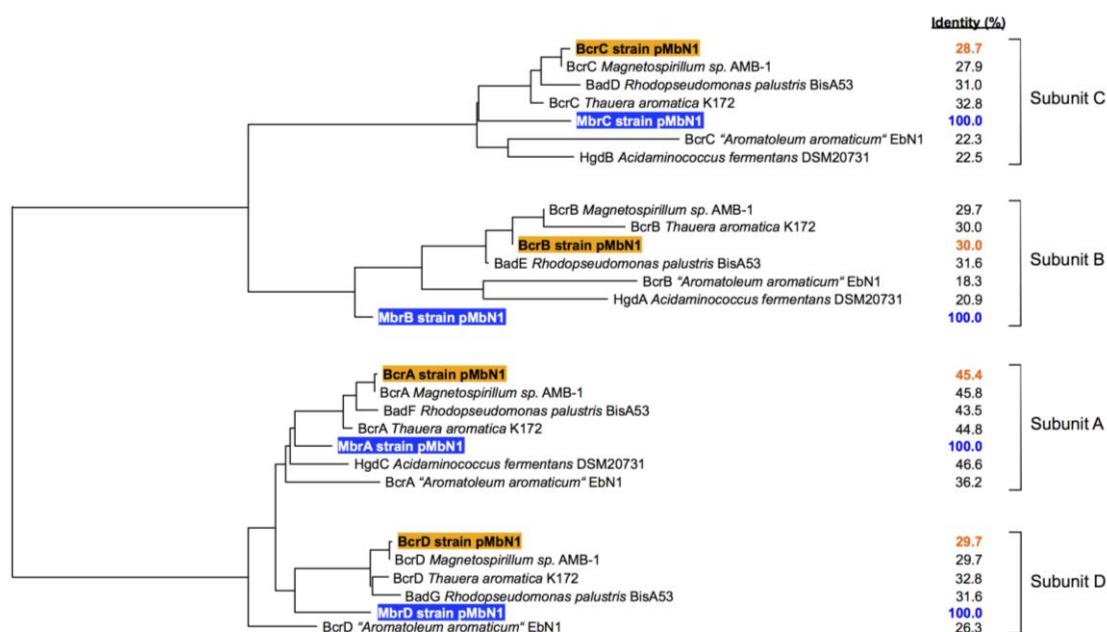 Identity (%)
BcrC strain pMbN1 28.7
BcrC Magnetospirillum sp. AMB-1 27.9
BadD Rhodopseudomonas palustris BisA53 31.0
BcrC Thauera aromatica K172 32.8
MbrC strain pMbN1 100.0
BcrC "Aromatoleum aromaticum" EbN1 22.3
HgdB Acidaminococcus fermentans DSM20731 22.5
Subunit C
BcrB Magnetospirillum sp. AMB-1 29.7
BcrB Thauera aromatica K172 30.0
BcrB strain pMbN1 30.0
BadE Rhodopseudomonas palustris BisA53 31.6
BcrB "Aromatoleum aromaticum" EbN1 18.3
HgdA Acidaminococcus fermentans DSM20731 20.9
MbrB strain pMbN1 100.0
Subunit B
BcrA strain pMbN1 45.4
BcrA Magnetospirillum sp. AMB-1 45.8
BadF Rhodopseudomonas palustris BisA53 43.5
BcrA Thauera aromatica K172 44.8
MbrA strain pMbN1 100.0
HgdC Acidaminococcus fermentans DSM20731 46.6
BcrA "Aromatoleum aromaticum" EbN1 36.2
Subunit A
BcrD strain pMbN1 29.7
BcrD Magnetospirillum sp. AMB-1 29.7
BcrD Thauera aromatica K172 32.8
BadG Rhodopseudomonas palustris BisA53 31.6
MbrD strain pMbN1 100.0
BcrD "Aromatoleum aromaticum" EbN1 26.3
Subunit D